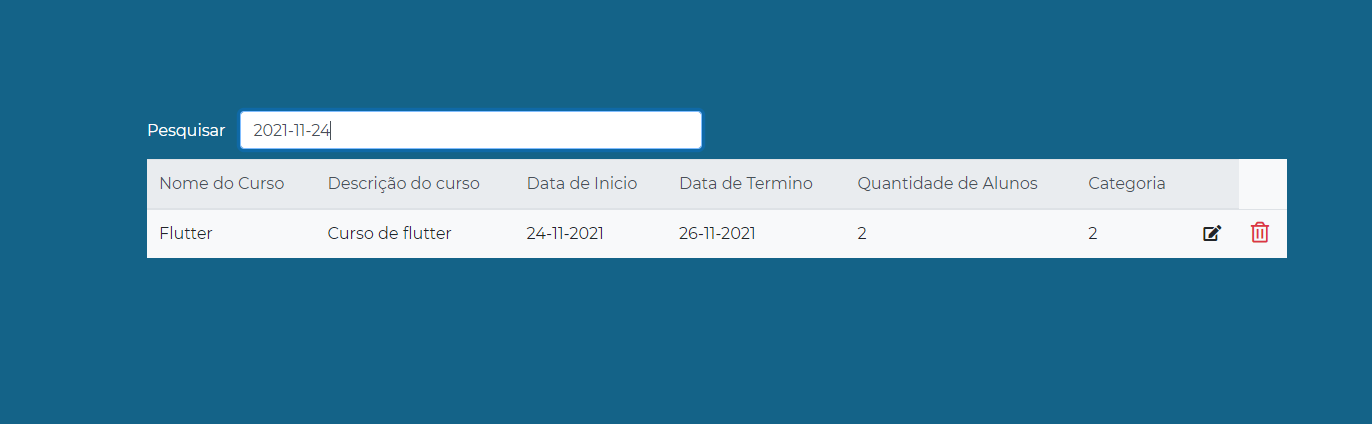 Pesquisar 2021-11-24
Nome do Curso Descrição do curso Data de Inicio Data de Termino Quantidade de Alunos Categoria
Flutter Curso de flutter 24-11-2021 26-11-2021 2 2